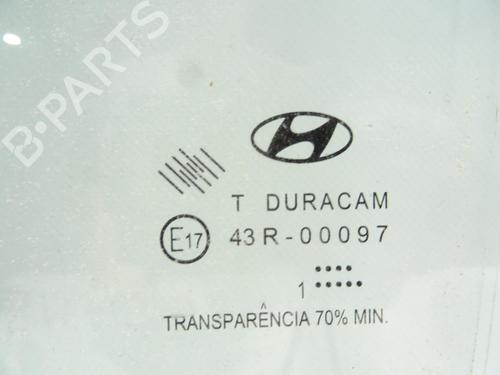 B-PARTS
T DURACAM
E17 43R-00097
1
TRANSPARÊNCIA 70% MIN.